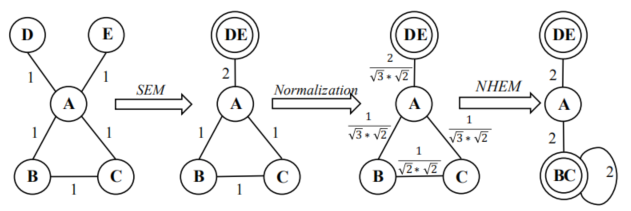 D E DE DE DE
2
√3 * √2
1 1 2 SEM Normalization NHEM 2
A A A A
1 1 1 1 1 1 2
√3 * √2 √3 * √2
1
√2 * √2
B C B C B C BC 2
1 1